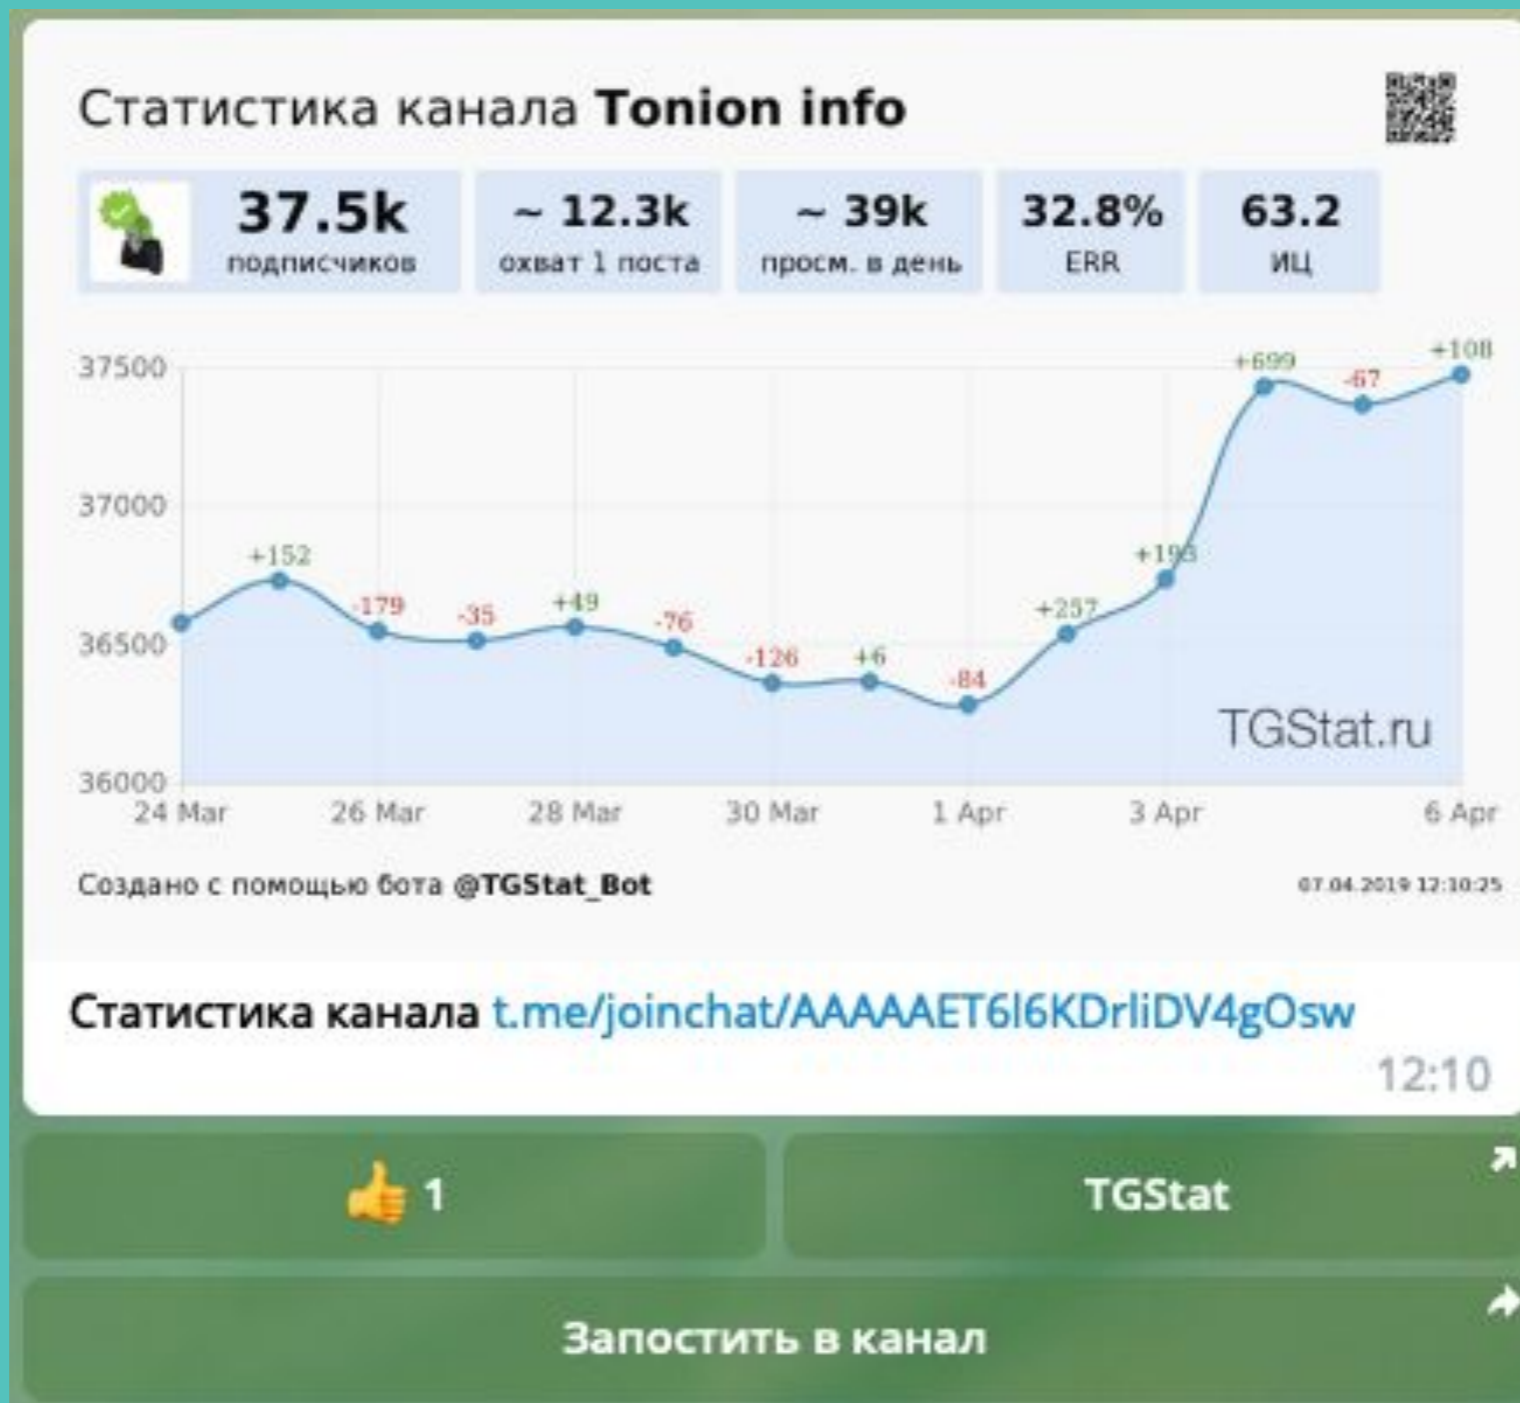 Статистика канала Tonion info
37.5k
подписчиков
~ 12.3k
охват 1 поста
~ 39k
просм. в день
32.8%
ERR
63.2
ИЦ
37500
37000
36500
36000
+152
-179
-35
+49
-76
-126
+6
-84
+257
+193
+699
-67
+108
TGStat.ru
24 Mar
26 Mar
28 Mar
30 Mar
1 Apr
3 Apr
6 Apr
Создано с помощью бота @TGStat_Bot
07.04.2019 12:10:25
Статистика канала t.me/joinchat/AAAAAET6l6KDrliDV4gOsw
12:10
👍 1
TGStat
Запостить в канал